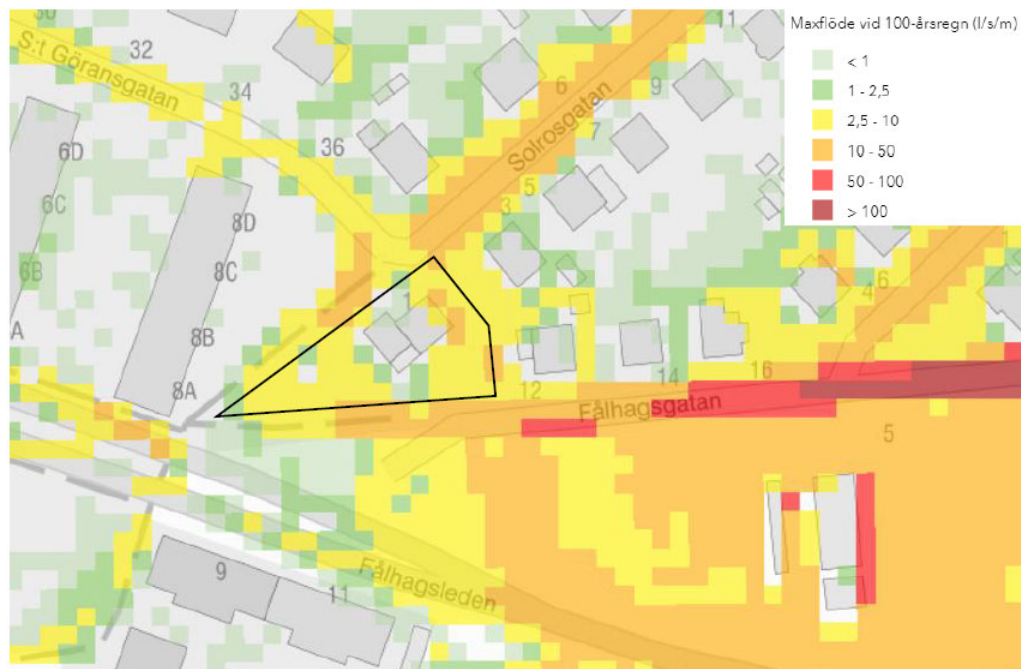 30
S:t Göransgatan
32
34
36
6D
6C
6B
A
8D
8C
8B
8A
Solrosgatan
6
7
5
3
9
11
1
12
14
16
4
6
1
Fålhagsgatan
5
Fålhagsleden
9
11
Maxflöde vid 100-årsregn (l/s/m)
< 1
1 - 2,5
2,5 - 10
10 - 50
50 - 100
> 100